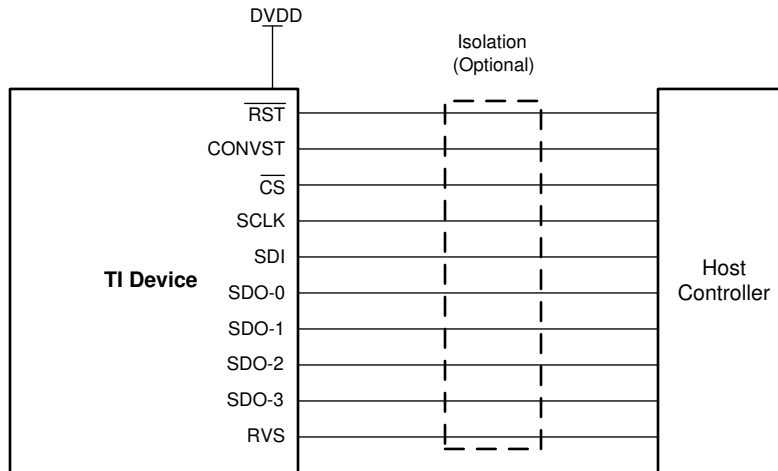 DVDD
Isolation
(Optional)
RST
CONVST
CS
SCLK
SDI
TI Device
SDO-0
SDO-1
SDO-2
SDO-3
RVS
Host
Controller